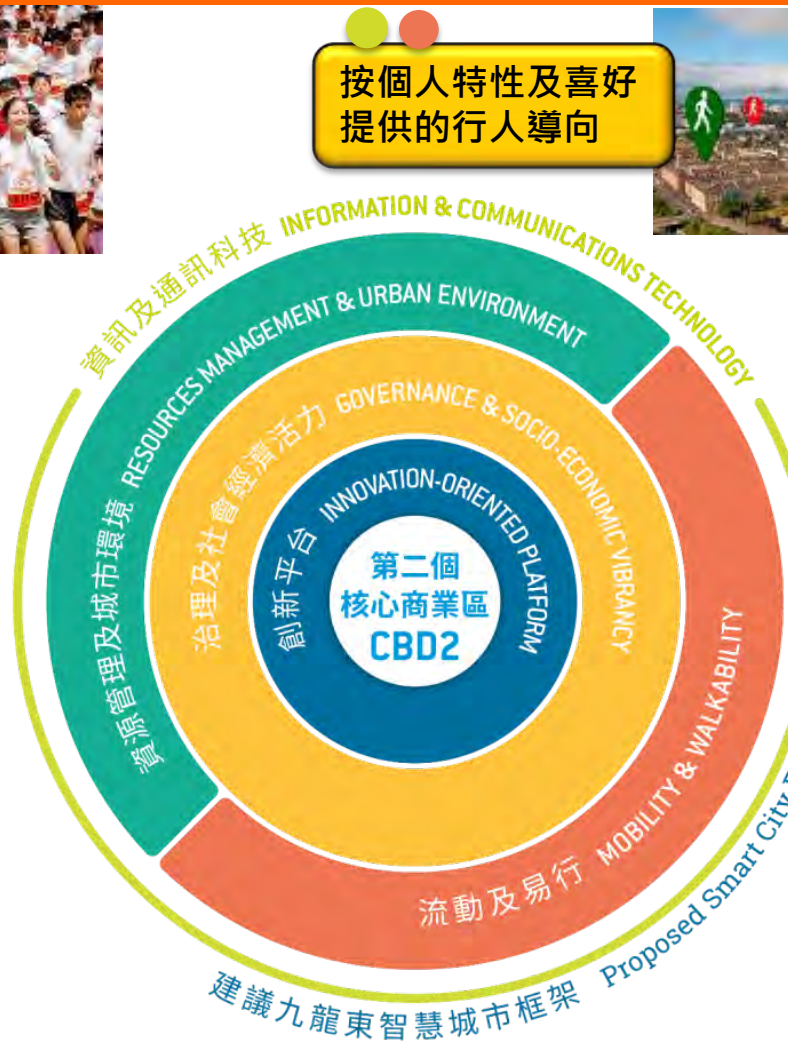 按個人特性及喜好
提供的行人導向
資訊及通訊科技 INFORMATION & COMMUNICATIONS TECHNOLOGY
資源管理及城市環境 RESOURCES MANAGEMENT & URBAN ENVIRONMENT
治理及社會經濟活力 GOVERNANCE & SOCIO-ECONOMIC VIBRANCY
創新平台 INNOVATION-ORIENTED PLATFORM
第二個
核心商業區
CBD2
流動及易行 MOBILITY & WALKABILITY
建議九龍東智慧城市框架 Proposed Smart City